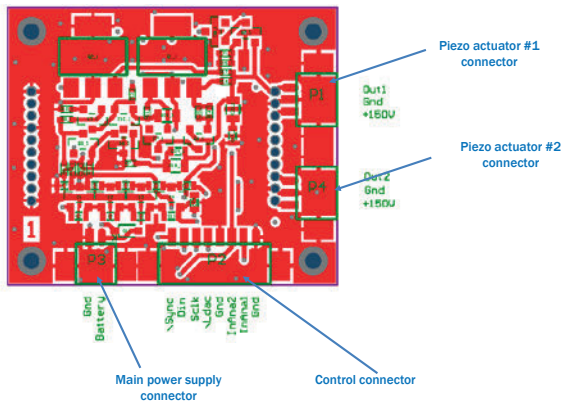 Piezo actuator #1
connector
P1
Out1
Gnd
+150V
Piezo actuator #2
connector
P4
Out2
Gnd
+150V
1
P3
P2
Gnd
Battery
\Sync
Din
Sclk
\Ldac
Gnd
InAna2
InAna1
Gnd
Main power supply
connector
Control connector